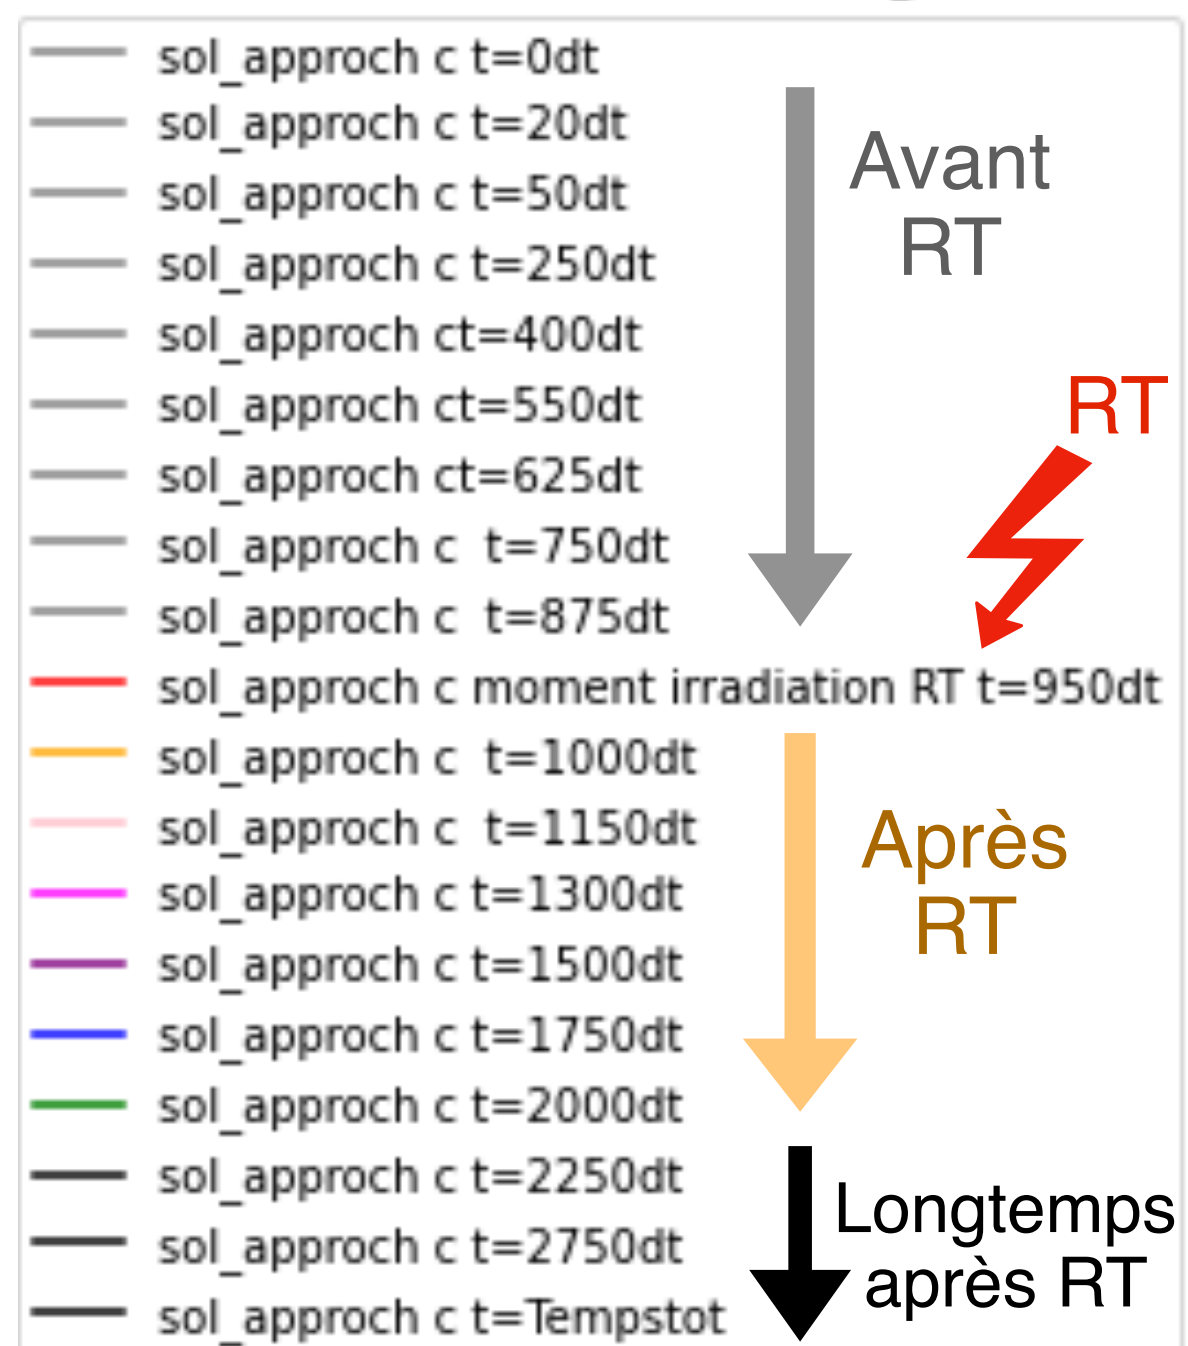 sol_approch c t=0dt
sol_approch c t=20dt
Avant
sol_approch c t=50dt
RT
sol_approch c t=250dt
sol_approch ct=400dt
RT
sol_approch ct=550dt
sol_approch ct=625dt
sol_approch c  t=750dt
sol_approch c  t=875dt
sol_approch c moment irradiation RT t=950dt
sol_approch c  t=1000dt
sol_approch c  t=1150dt
Après
sol_approch c t=1300dt
RT
sol_approch c t=1500dt
sol_approch c t=1750dt
sol_approch c t=2000dt
sol_approch c t=2250dt
Longtemps
sol_approch c t=2750dt
après RT
sol_approch c t=Tempstot